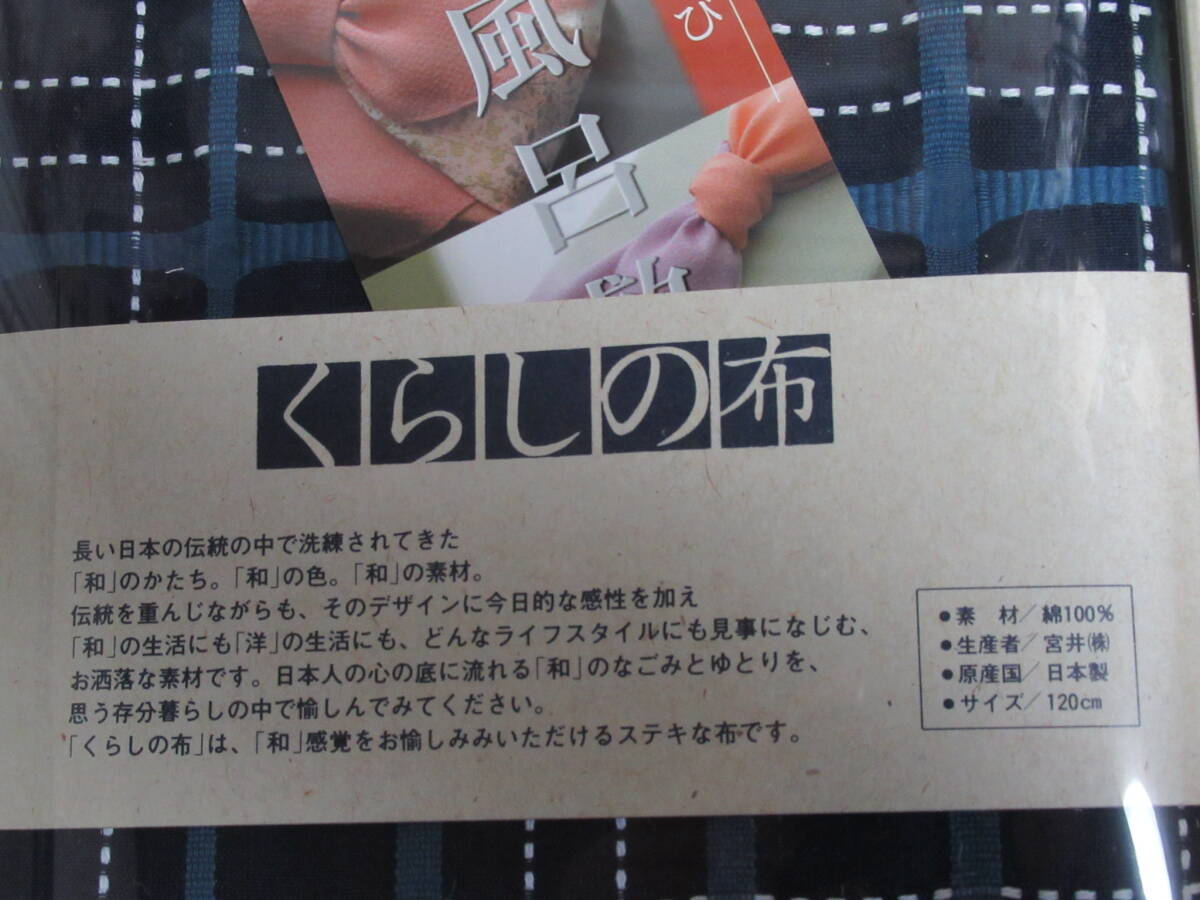 び
風呂
くらしの布
長い日本の伝統の中で洗練されてきた
「和」のかたち。「和」の色。「和」の素材。
伝統を重んじながらも、そのデザインに今日的な感性を加え
「和」の生活にも「洋」の生活にも、どんなライフスタイルにも見事になじむ、
お洒落な素材です。日本人の心の底に流れる「和」のなごみとゆとりを、
思う存分暮らしの中で愉しんでみてください。
「くらしの布」は、「和」感覚をお愉しみみいただけるステキな布です。
●素　材／綿100%
●生産者／宮井㈱
●原産国／日本製
●サイズ／120cm